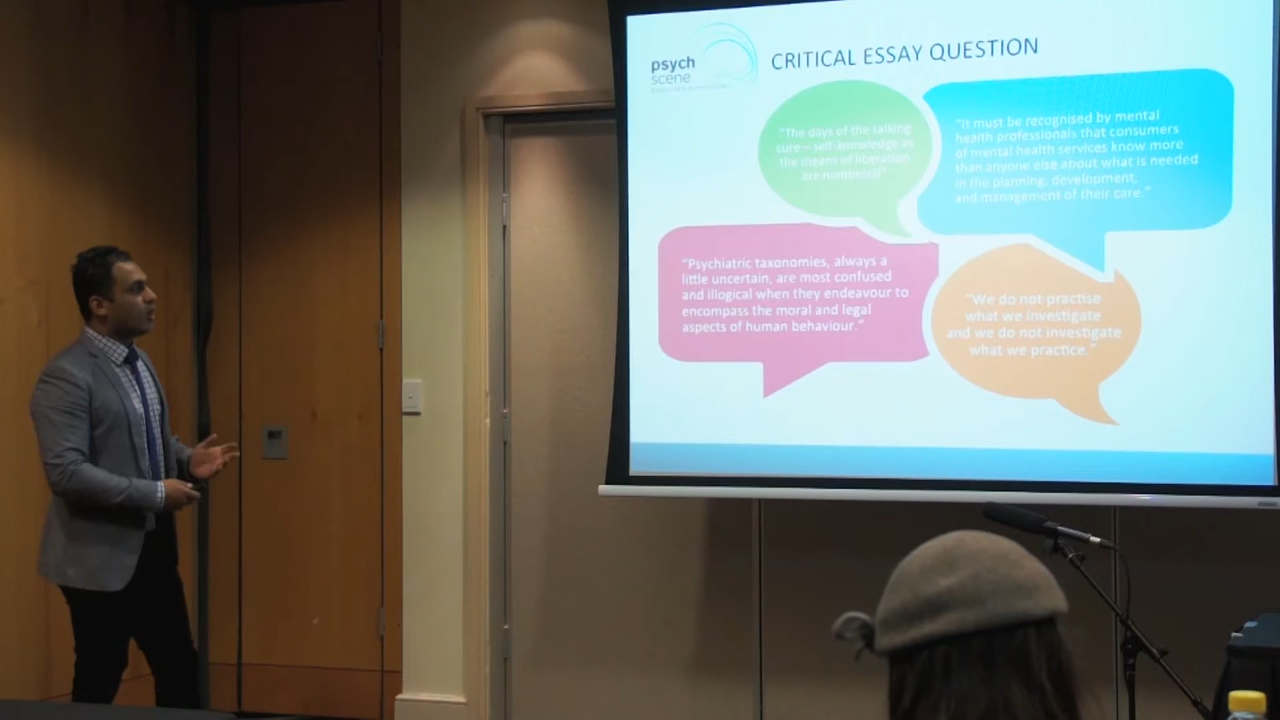 psych
scene
CRITICAL ESSAY QUESTION
"The days of the talking
cure – self-knowledge as
the means of liberation
are numbers!"
"It must be recognised by mental
health professionals that consumers
of mental health services know more
than anyone else about what is needed
in the planning, development,
and management of their care."
"Psychiatric taxonomies, always a
little uncertain, are most confused
and illogical when they endeavour to
encompass the moral and legal
aspects of human behaviour."
"We do not practise
what we investigate
and we do not investigate
what we practice."